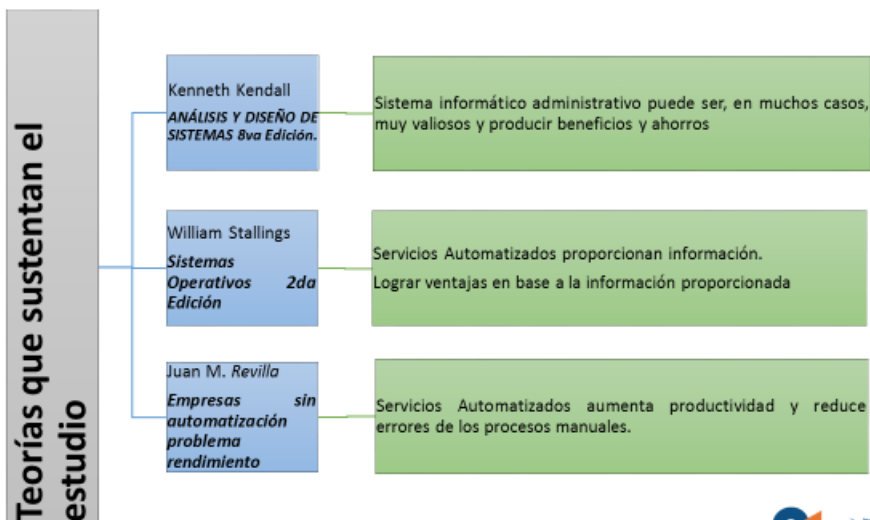 Teorías que sustentan el
estudio
Kenneth Kendall
ANÁLISIS Y DISEÑO DE
SISTEMAS 8va Edición.
Sistema informático administrativo puede ser, en muchos casos,
muy valiosos y producir beneficios y ahorros
William Stallings
Sistemas
Operativos 2da
Edición
Servicios Automatizados proporcionan información.
Lograr ventajas en base a la información proporcionada
Juan M. Revilla
Empresas sin
automatización
problema
rendimiento
Servicios Automatizados aumenta productividad y reduce
errores de los procesos manuales.